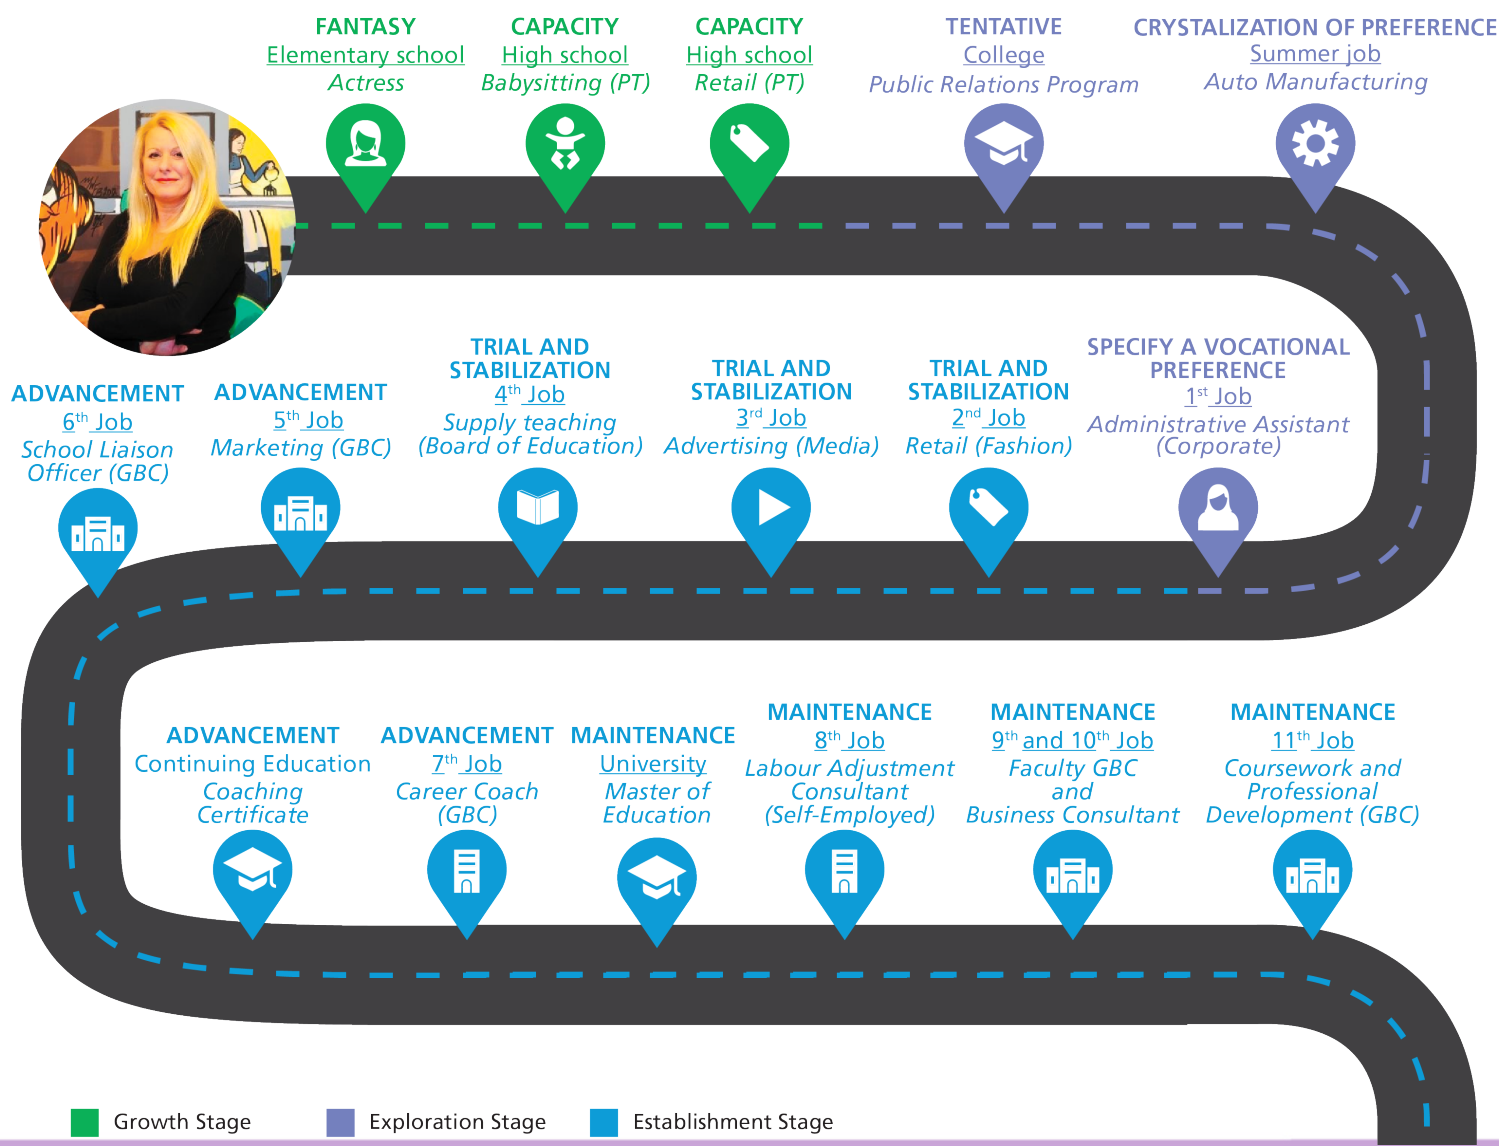 FANTASY
Elementary school
Actress
CAPACITY
High school
Babysitting (PT)
CAPACITY
High school
Retail (PT)
TENTATIVE
College
Public Relations Program
CRYSTALIZATION OF PREFERENCE
Summer job
Auto Manufacturing
SPECIFY A VOCATIONAL
PREFERENCE
1st Job
Administrative Assistant
(Corporate)
TRIAL AND
STABILIZATION
2nd Job
Retail (Fashion)
TRIAL AND
STABILIZATION
3rd Job
Advertising (Media)
TRIAL AND
STABILIZATION
4th Job
Supply teaching
(Board of Education)
ADVANCEMENT
5th Job
Marketing (GBC)
ADVANCEMENT
6th Job
School Liaison
Officer (GBC)
ADVANCEMENT
Continuing Education
Coaching
Certificate
ADVANCEMENT
7th Job
Career Coach
(GBC)
MAINTENANCE
University
Master of
Education
MAINTENANCE
8th Job
Labour Adjustment
Consultant
(Self-Employed)
MAINTENANCE
9th and 10th Job
Faculty GBC
and
Business Consultant
MAINTENANCE
11th Job
Coursework and
Professional
Development (GBC)
Growth Stage
Exploration Stage
Establishment Stage